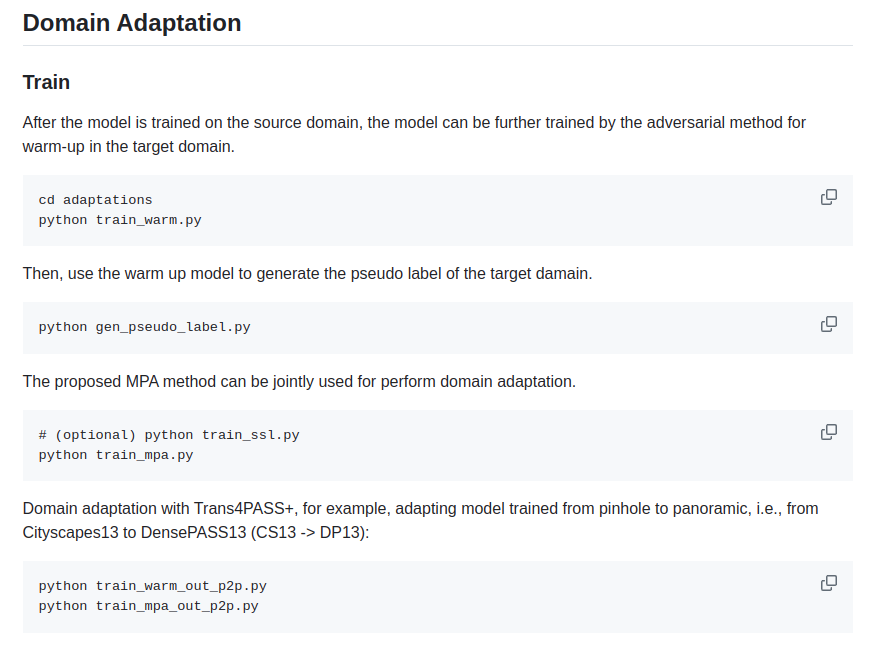 Domain Adaptation
Train
After the model is trained on the source domain, the model can be further trained by the adversarial method for
warm-up in the target domain.
cd adaptations
python train_warm.py
Then, use the warm up model to generate the pseudo label of the target damain.
python gen_pseudo_label.py
The proposed MPA method can be jointly used for perform domain adaptation.
# (optional) python train_ssl.py
python train_mpa.py
Domain adaptation with Trans4PASS+, for example, adapting model trained from pinhole to panoramic, i.e., from
Cityscapes13 to DensePASS13 (CS13 -> DP13):
python train_warm_out_p2p.py
python train_mpa_out_p2p.py